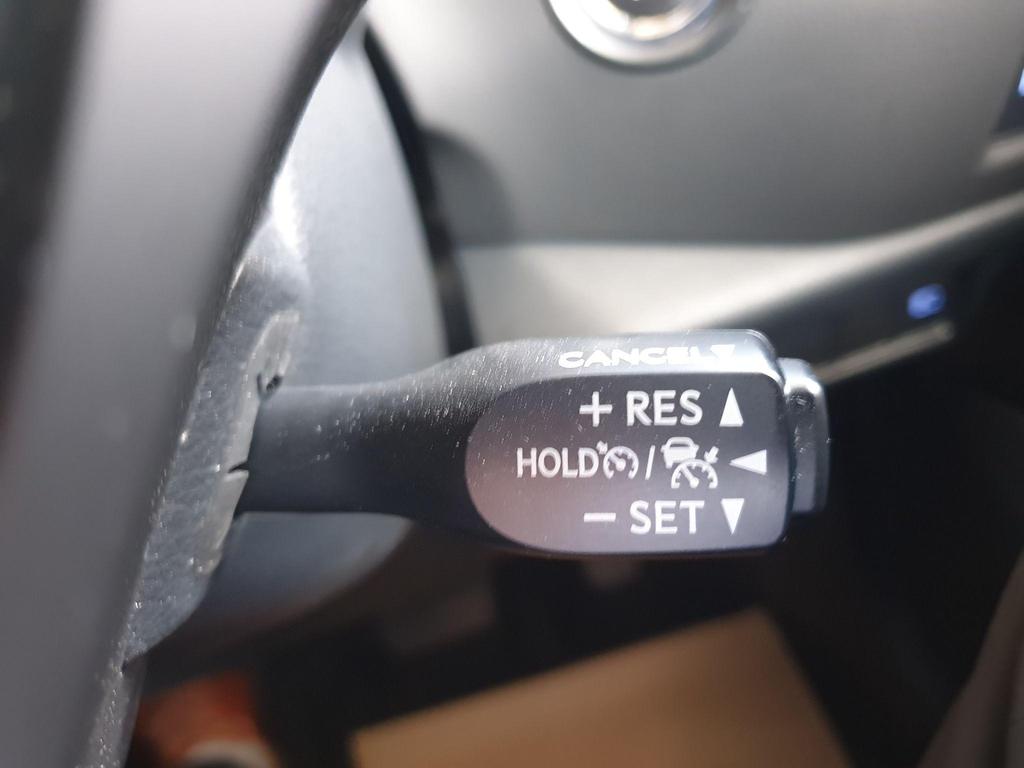 CANCEL
+ RES
HOLD /
− SET